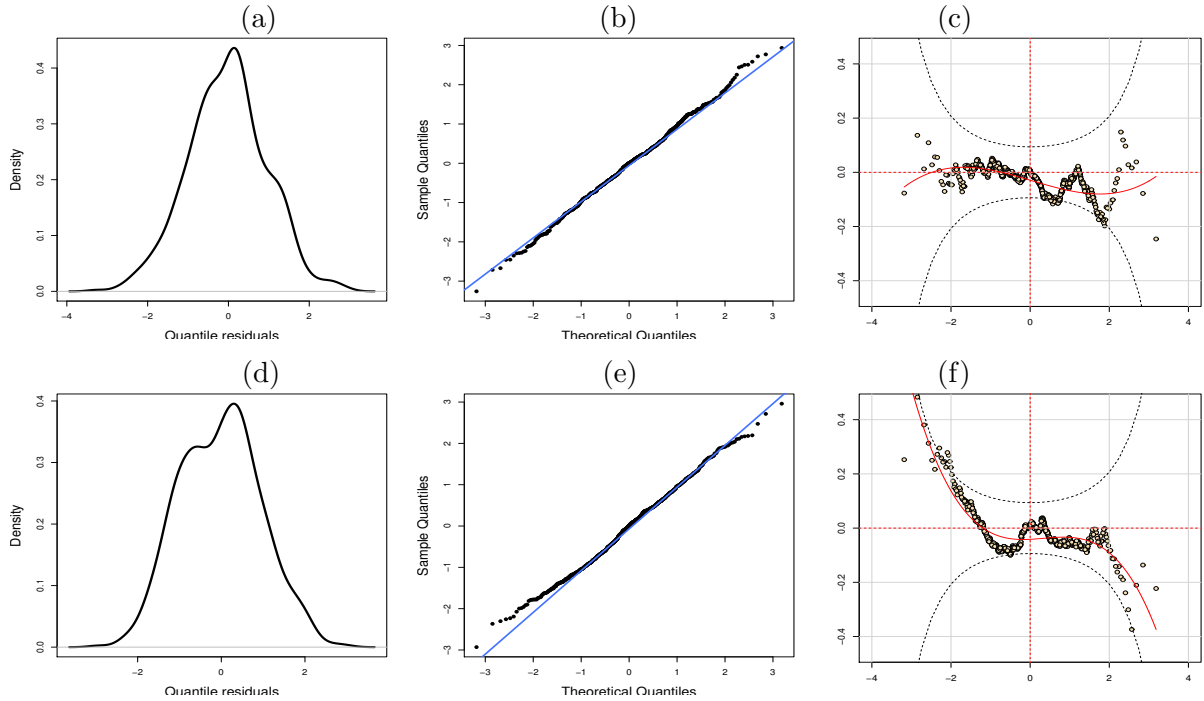 (a) (b) (c)
Density
0.0 0.1 0.2 0.3 0.4
−4 −2 0 2
Quantile residuals
Sample Quantiles
−3 −2 −1 0 1 2 3
−3 −2 −1 0 1 2 3
Theoretical Quantiles
−0.4 −0.2 0.0 0.2 0.4
−4 −2 0 2 4
(d) (e) (f)
Density
0.0 0.1 0.2 0.3 0.4
−2 0 2
Quantile residuals
Sample Quantiles
−3 −2 −1 0 1 2 3
−3 −2 −1 0 1 2 3
Theoretical Quantiles
−0.4 −0.2 0.0 0.2 0.4
−4 −2 0 2 4